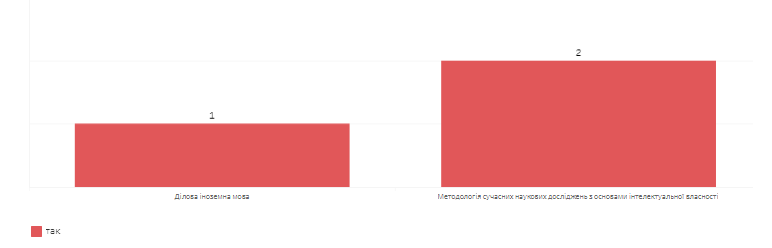 1
2
Ділова іноземна мова
Методологія сучасних наукових досліджень з основами інтелектуальної власності
так